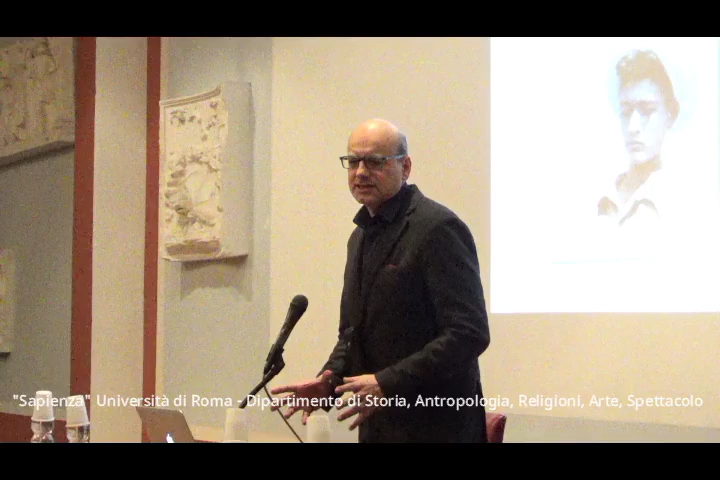 "Sapienza" Università di Roma - Dipartimento di Storia, Antropologia, Religioni, Arte, Spettacolo